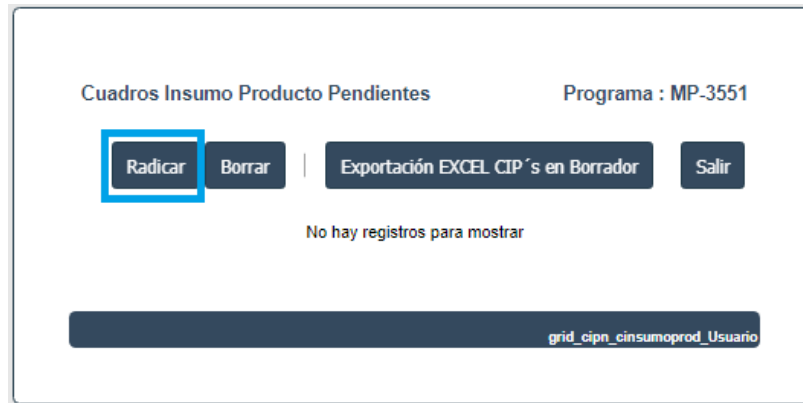 Cuadros Insumo Producto Pendientes Programa : MP-3551
Radicar Borrar | Exportación EXCEL CIP´s en Borrador Salir
No hay registros para mostrar
grid_cipn_cinsumoprod_Usuario